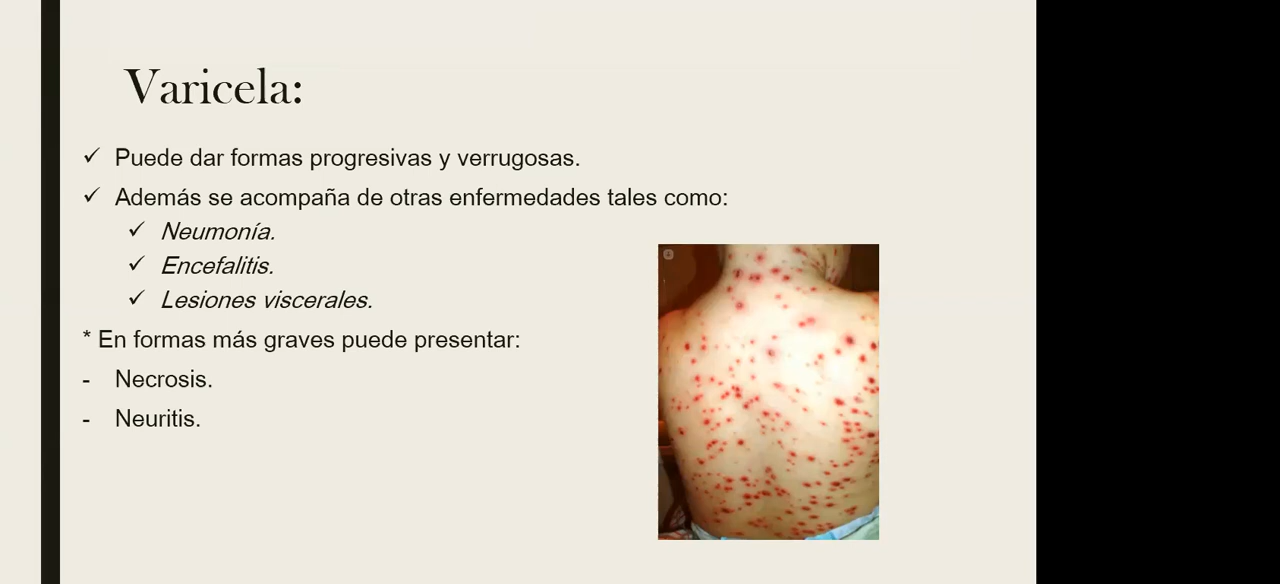 Varicela:
✓ Puede dar formas progresivas y verrugosas.
✓ Además se acompaña de otras enfermedades tales como:
✓ Neumonía.
✓ Encefalitis.
✓ Lesiones viscerales.
* En formas más graves puede presentar:
- Necrosis.
- Neuritis.